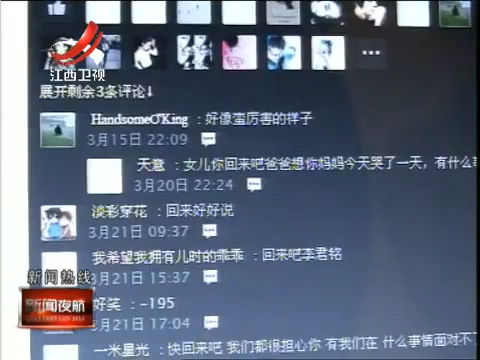 江西卫视
展开剩余3条评论↓
HandsomeO'King :好像蛮厉害的样子
3月15日 22:09
天意 :女儿你回来吧爸爸想你妈妈今天哭了一天,有什么事
3月20日 22:24
淡彩穿花 :回来好好说
3月21日 09:37
我希望我拥有儿时的乖乖 :回来吧李君铭
3月21日 15:37
新闻热线
新闻夜航
好笑 :-195
3月21日 17:04
一米星光 :快回来吧 我们都很担心你 有我们在 什么事情面对不了